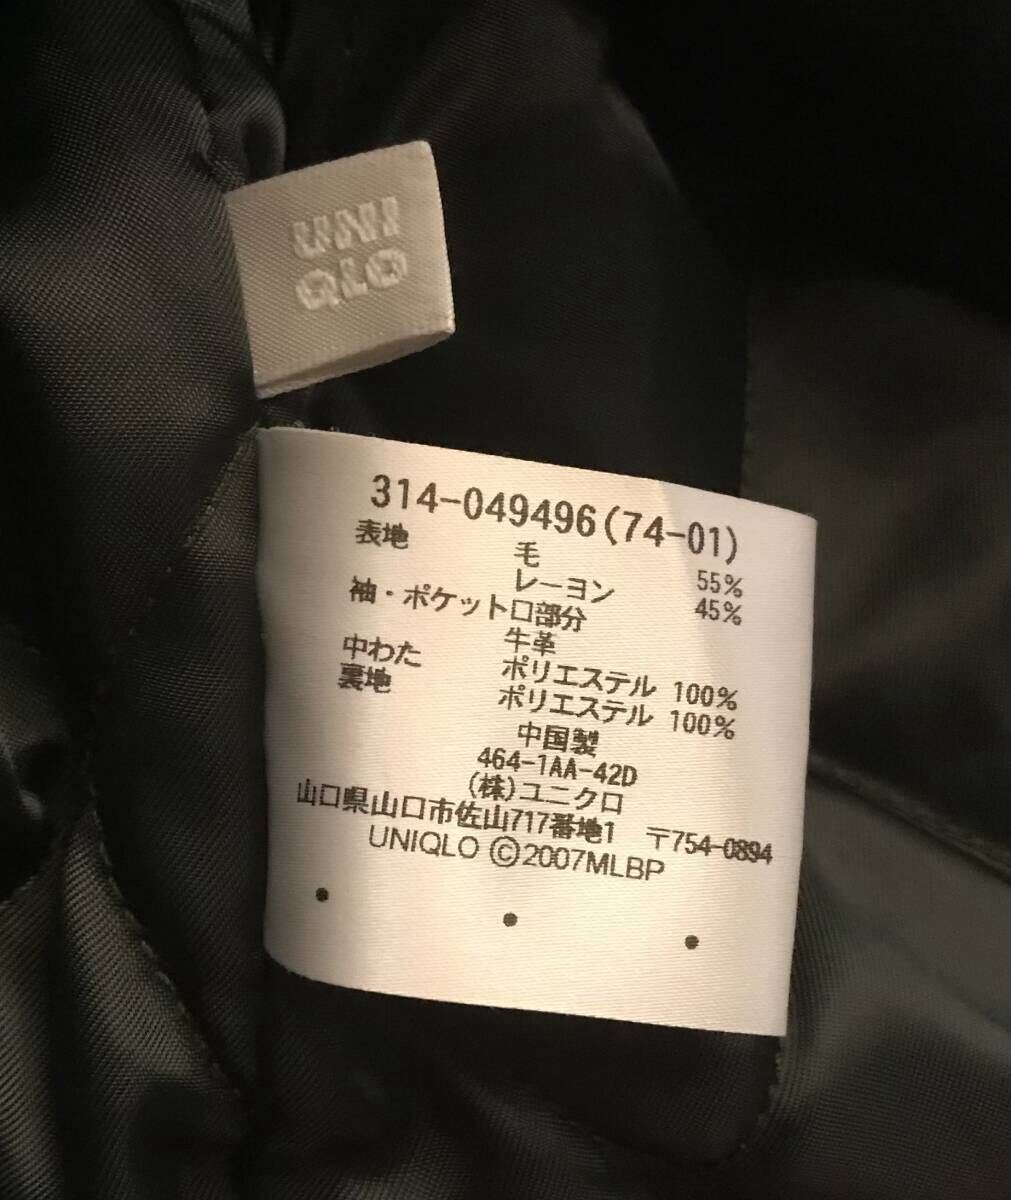 UNI
QLO
314-049496(74-01)
表地 毛 55%
レーヨン 45%
袖・ポケット口部分
牛革
中わた ポリエステル 100%
裏地 ポリエステル 100%
中国製
464-1AA-42D
(株)ユニクロ
山口県山口市佐山717番地1 〒754-0894
UNIQLO ©2007MLBP